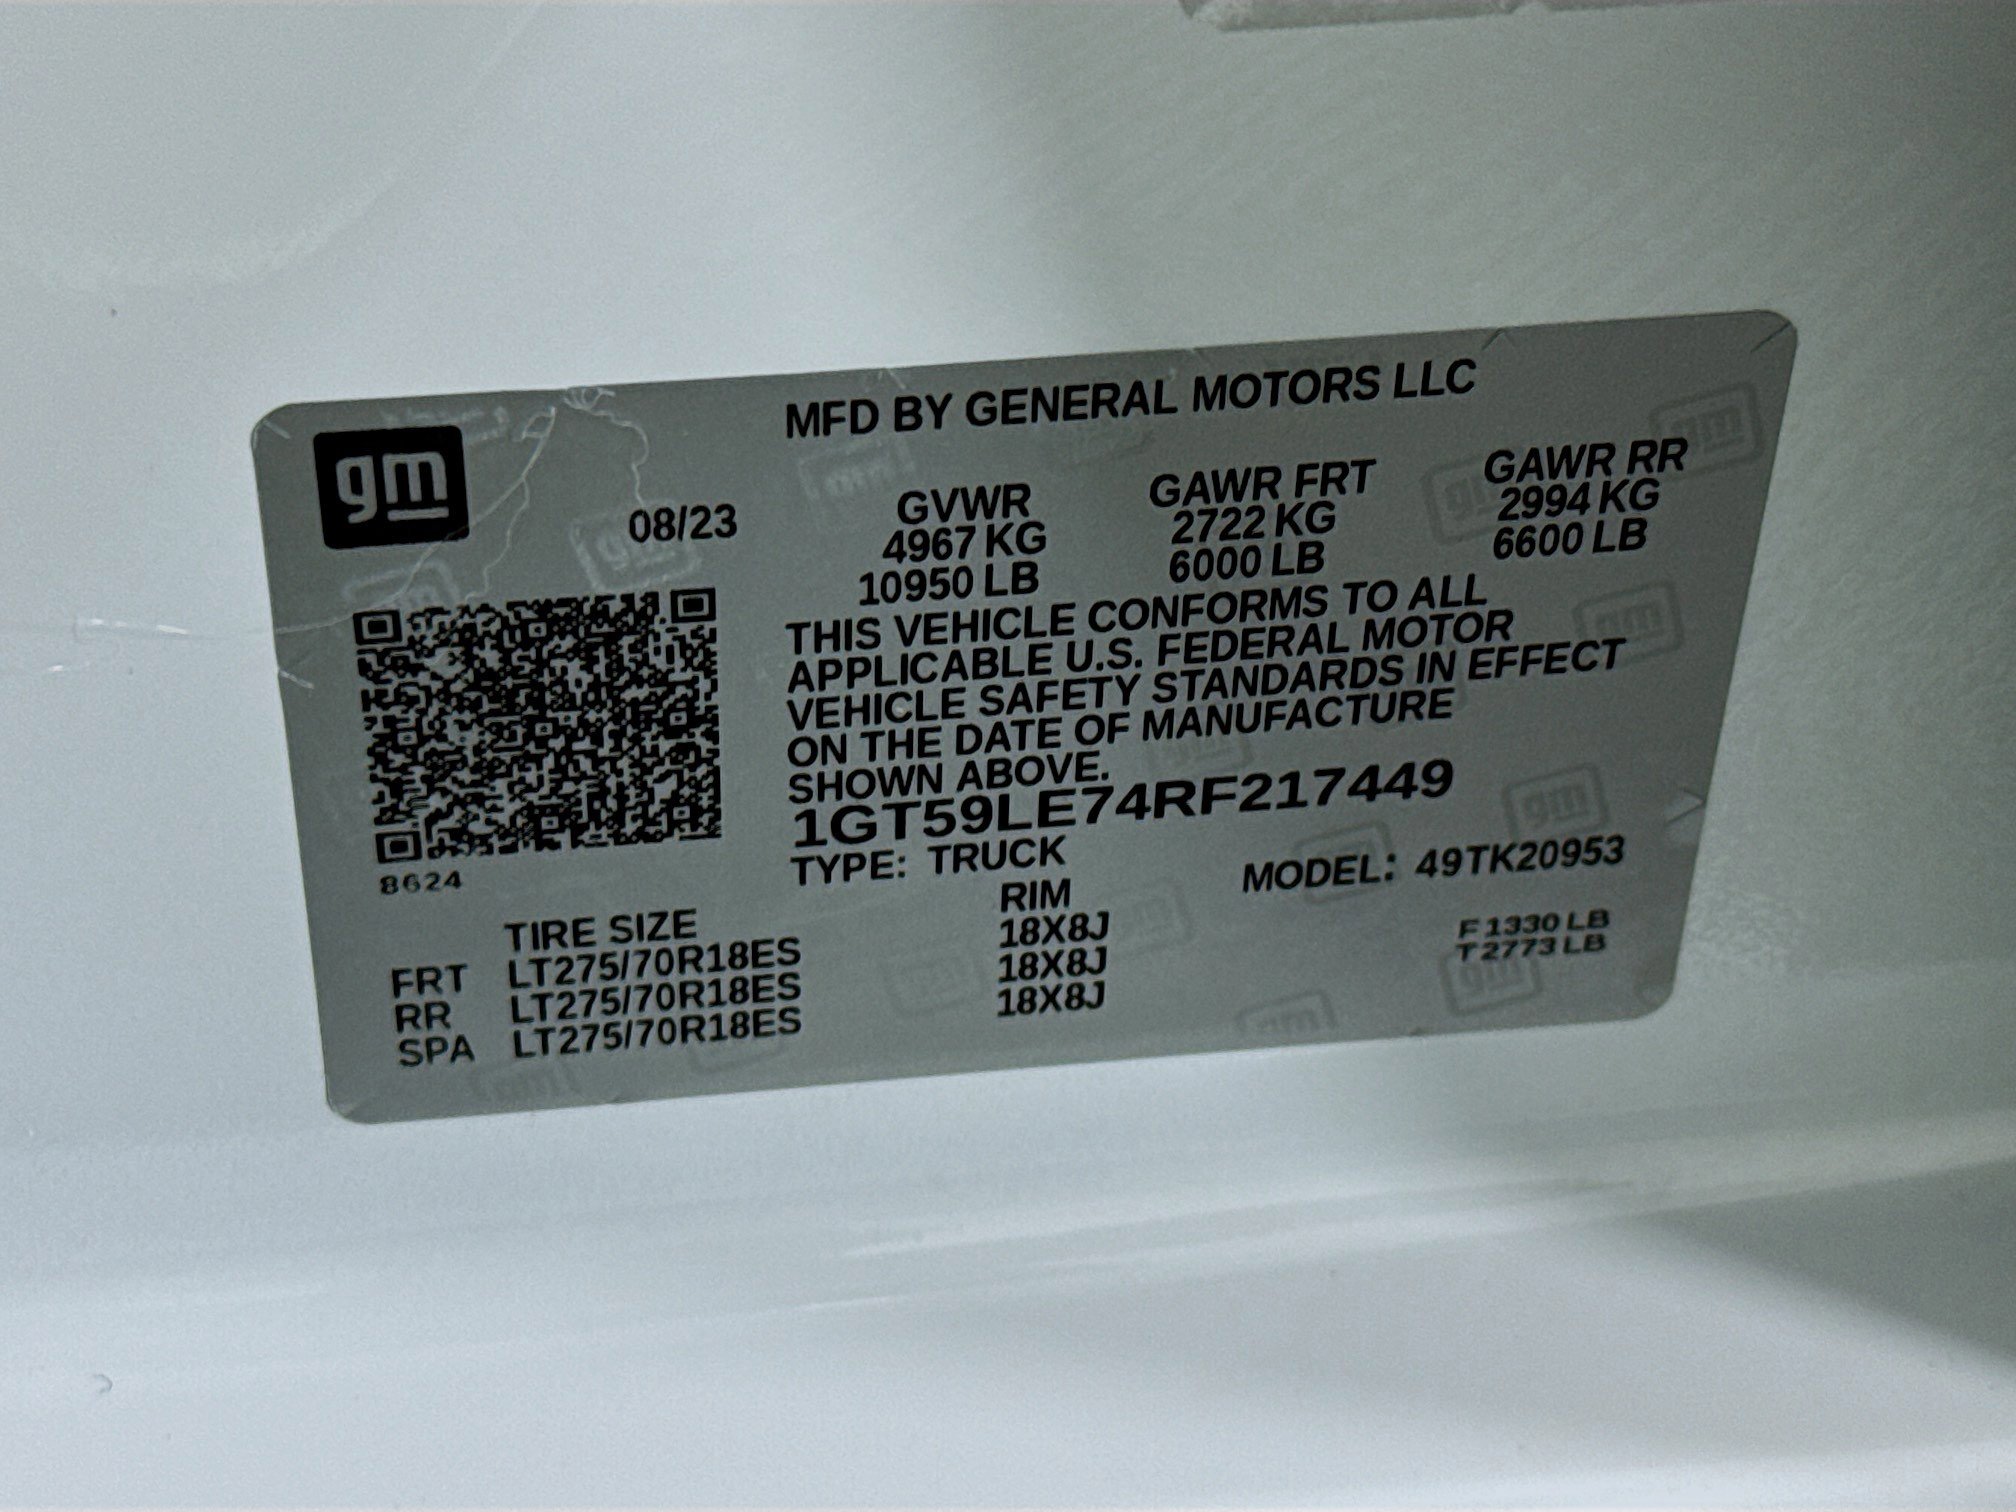 gm
MFD BY GENERAL MOTORS LLC
08/23
GVWR GAWR FRT GAWR RR
4967 KG 2722 KG 2994 KG
10950 LB 6000 LB 6600 LB
THIS VEHICLE CONFORMS TO ALL
APPLICABLE U.S. FEDERAL MOTOR
VEHICLE SAFETY STANDARDS IN EFFECT
ON THE DATE OF MANUFACTURE
SHOWN ABOVE.
1GT59LE74RF217449
TYPE: TRUCK MODEL: 49TK20953
8624
TIRE SIZE RIM
FRT LT275/70R18ES 18X8J
RR LT275/70R18ES 18X8J
SPA LT275/70R18ES 18X8J
F 1330 LB
T 2773 LB